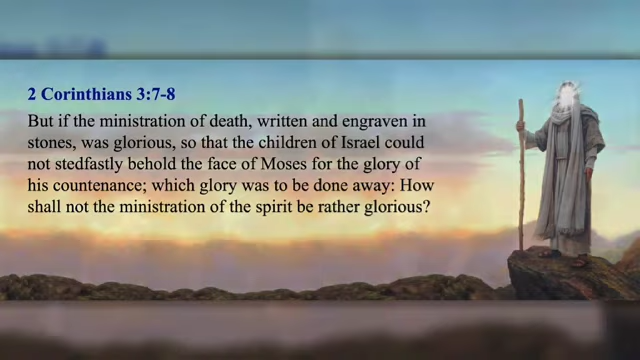 2 Corinthians 3:7-8
But if the ministration of death, written and engraven in
stones, was glorious, so that the children of Israel could
not stedfastly behold the face of Moses for the glory of
his countenance; which glory was to be done away: How
shall not the ministration of the spirit be rather glorious?